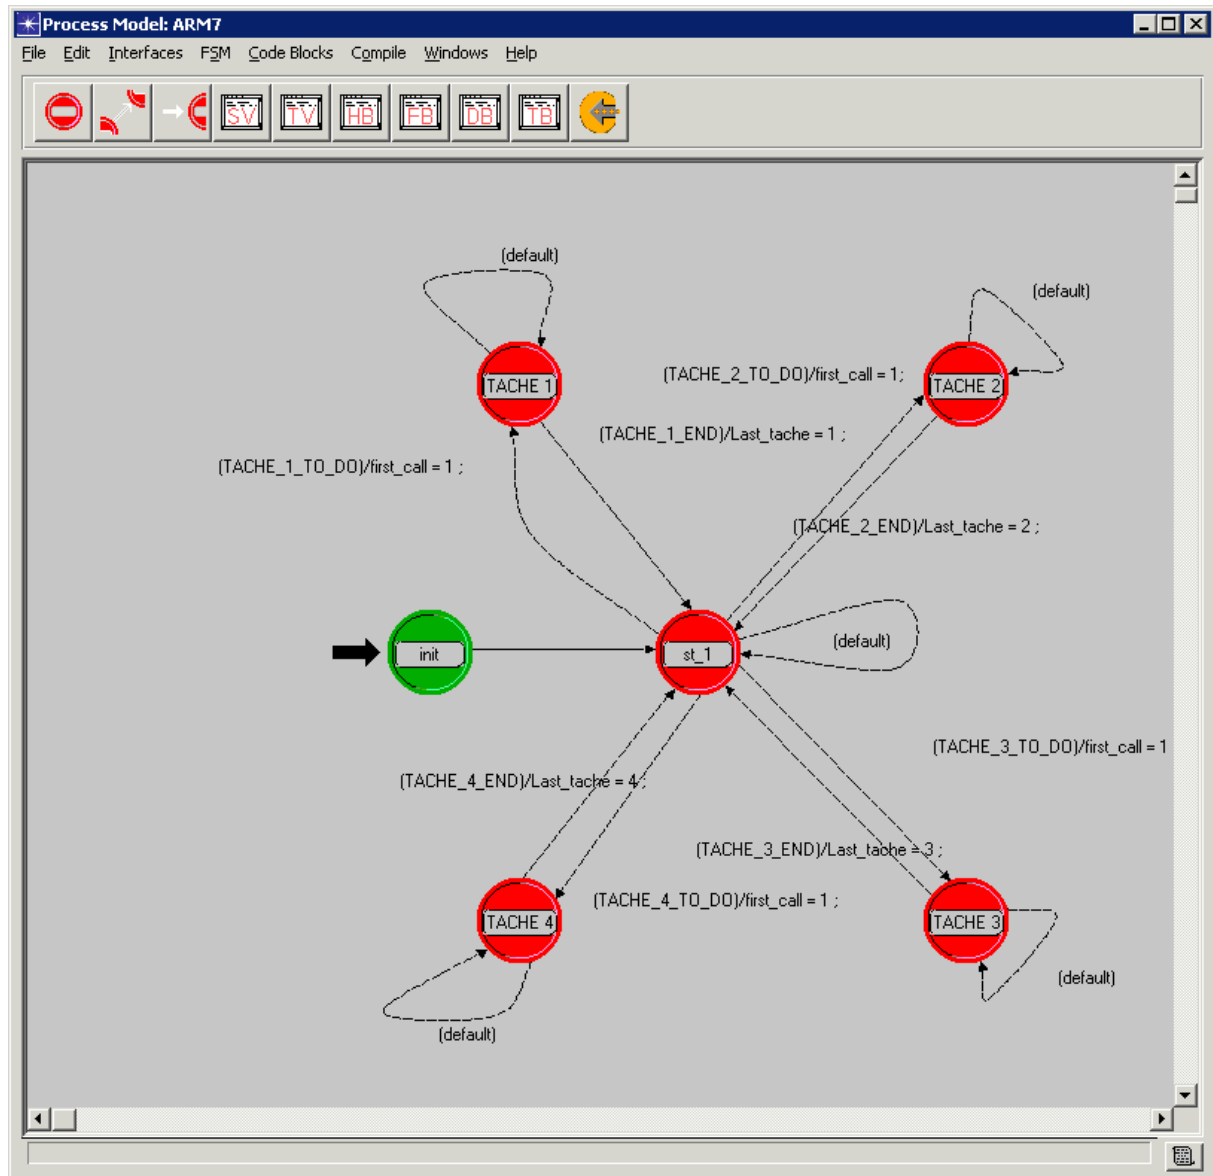 Process Model: ARM7
File Edit Interfaces FSM Code Blocks Compile Windows Help
SV TV HB FB DB TB
(default)
(default)
TACHE 1
(TACHE_2_TO_DO)/first_call = 1;
TACHE 2
(TACHE_1_END)/Last_tache = 1 ;
(TACHE_1_TO_DO)/first_call = 1 ;
(TACHE_2_END)/Last_tache = 2 ;
init
st_1
(default)
(TACHE_3_TO_DO)/first_call = 1
(TACHE_4_END)/Last_tache = 4 ;
(TACHE_3_END)/Last_tache = 3 ;
(TACHE_4_TO_DO)/first_call = 1 ;
TACHE 4
TACHE 3
(default)
(default)